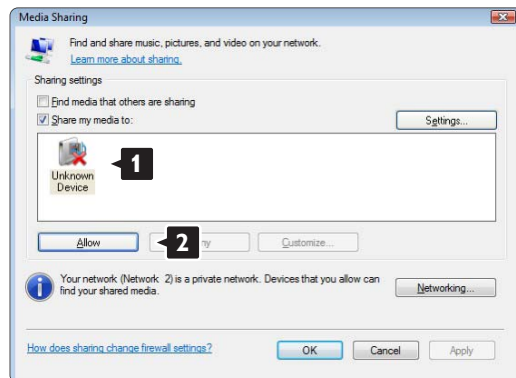 Media Sharing
Find and share music, pictures, and video on your network.
Learn more about sharing.
Sharing settings
Find media that others are sharing
Share my media to:
Settings...
Unknown
Device
1
Allow
2
Customize...
Your network (Network 2) is a private network. Devices that you allow can
find your shared media.
Networking...
How does sharing change firewall settings?
OK
Cancel
Apply